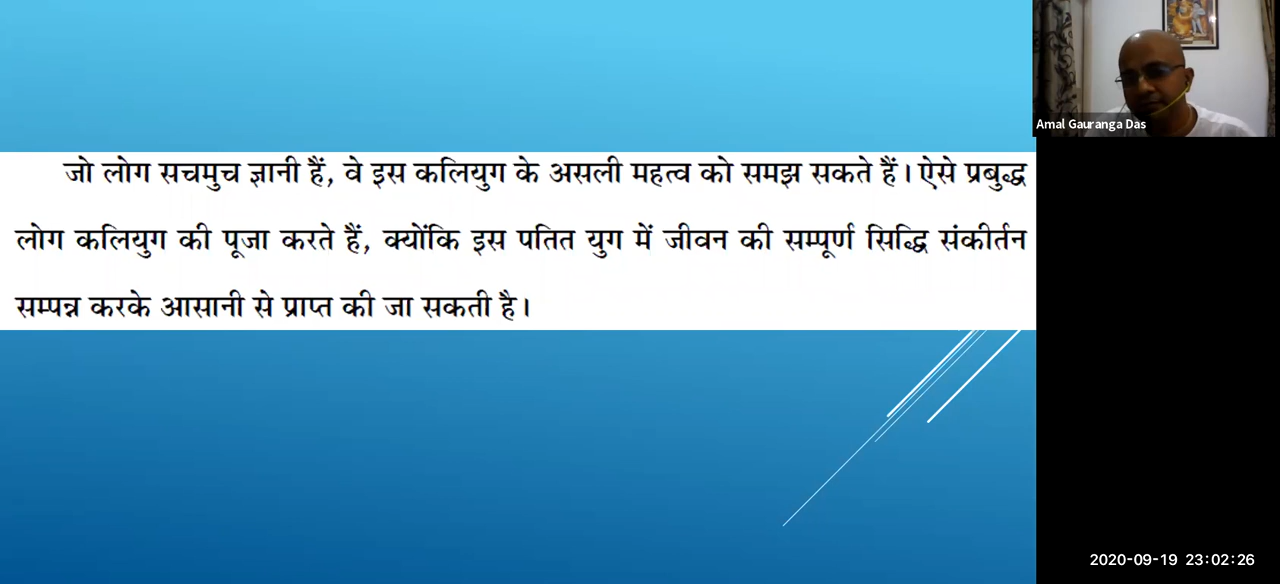 जो लोग सचमुच ज्ञानी हैं, वे इस कलियुग के असली महत्व को समझ सकते हैं। ऐसे प्रबुद्ध
लोग कलियुग की पूजा करते हैं, क्योंकि इस पतित युग में जीवन की सम्पूर्ण सिद्धि संकीर्तन
सम्पन्न करके आसानी से प्राप्त की जा सकती है।
Amal Gauranga Das
2020-09-19 23:02:26